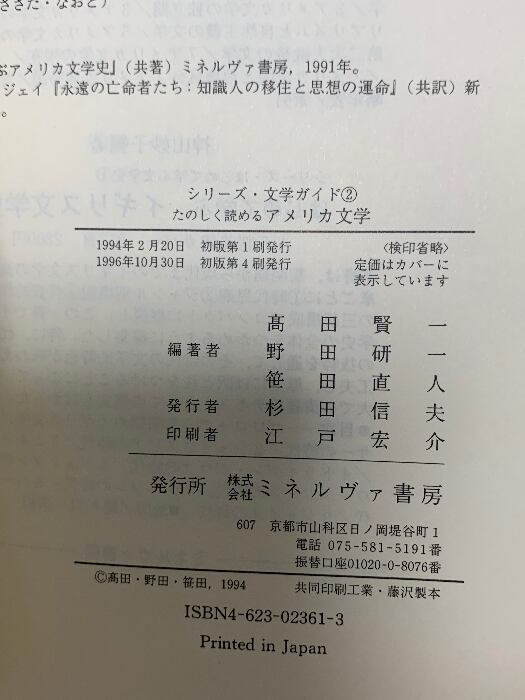 ささだ・なおと)
ぶアメリカ文学史』(共著)ミネルヴァ書房,1991年。
ジェイ『永遠の亡命者たち:知識人の移住と思想の運命』(共訳)新
。
シリーズ・文学ガイド②
たのしく読めるアメリカ文学
1994年2月20日 初版第1刷発行 〈検印省略〉
1996年10月30日 初版第4刷発行 定価はカバーに
表示しています
髙田賢一
編著者 野田研一
笹田直人
発行者 杉田信夫
印刷者 江戸宏介
発行所 株式会社 ミネルヴァ書房
607 京都市山科区日ノ岡堤谷町1
電話 075-581-5191番
振替口座01020-0-8076番
©髙田・野田・笹田, 1994 共同印刷工業・藤沢製本
ISBN4-623-02361-3
Printed in Japan